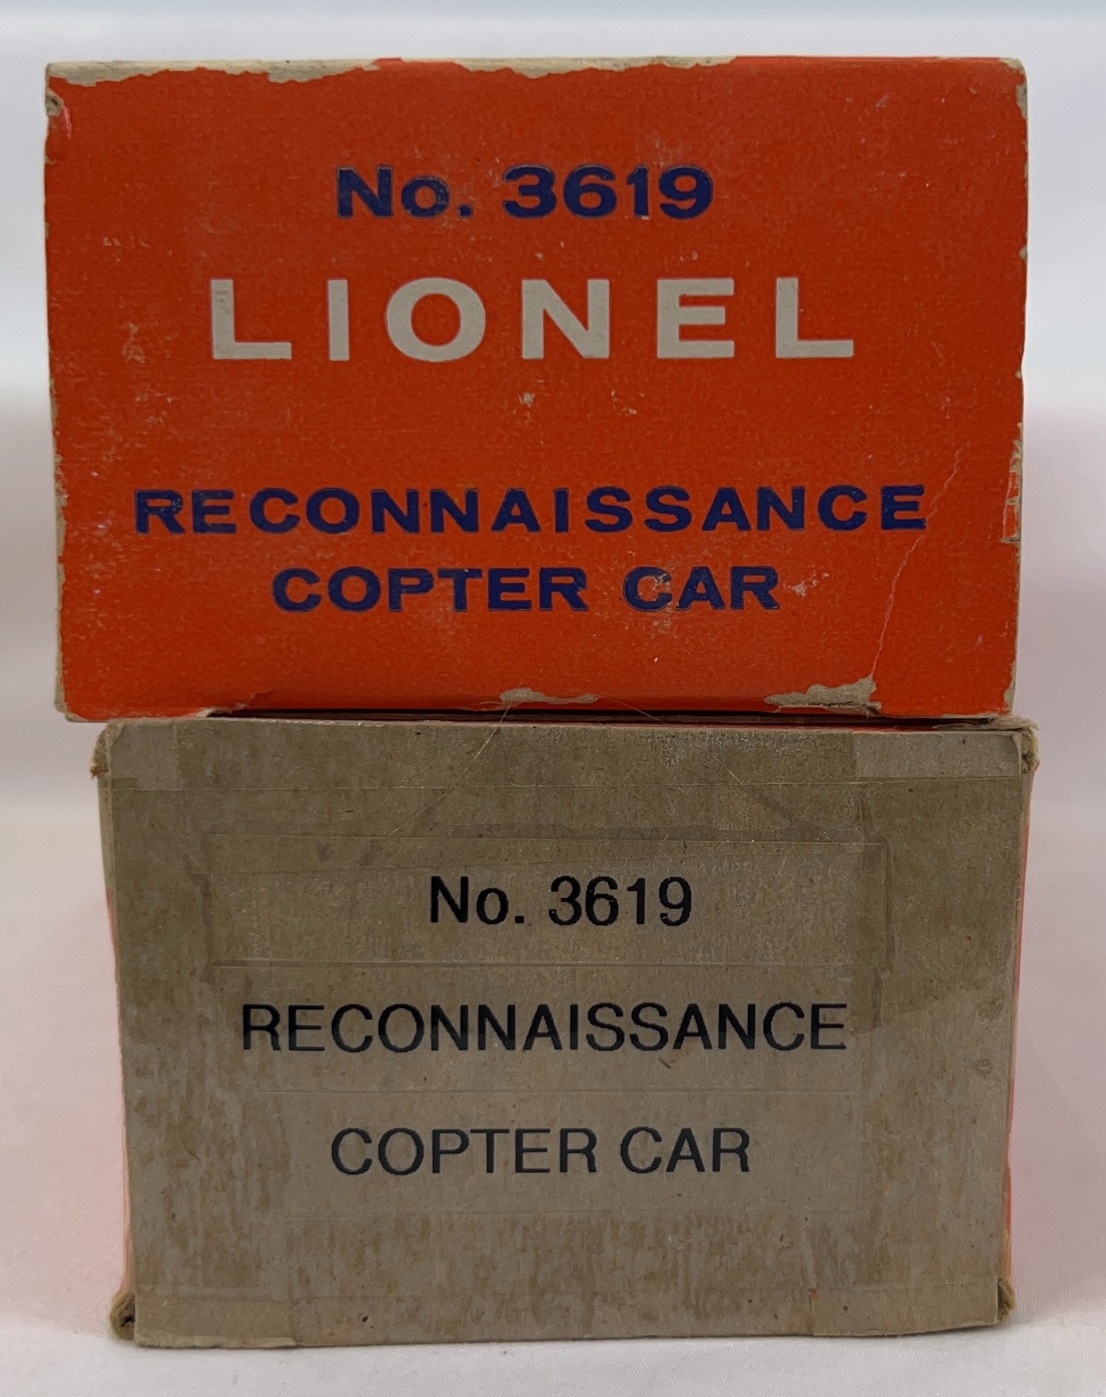 No. 3619
LIONEL
RECONNAISSANCE
COPTER CAR
No. 3619
RECONNAISSANCE
COPTER CAR